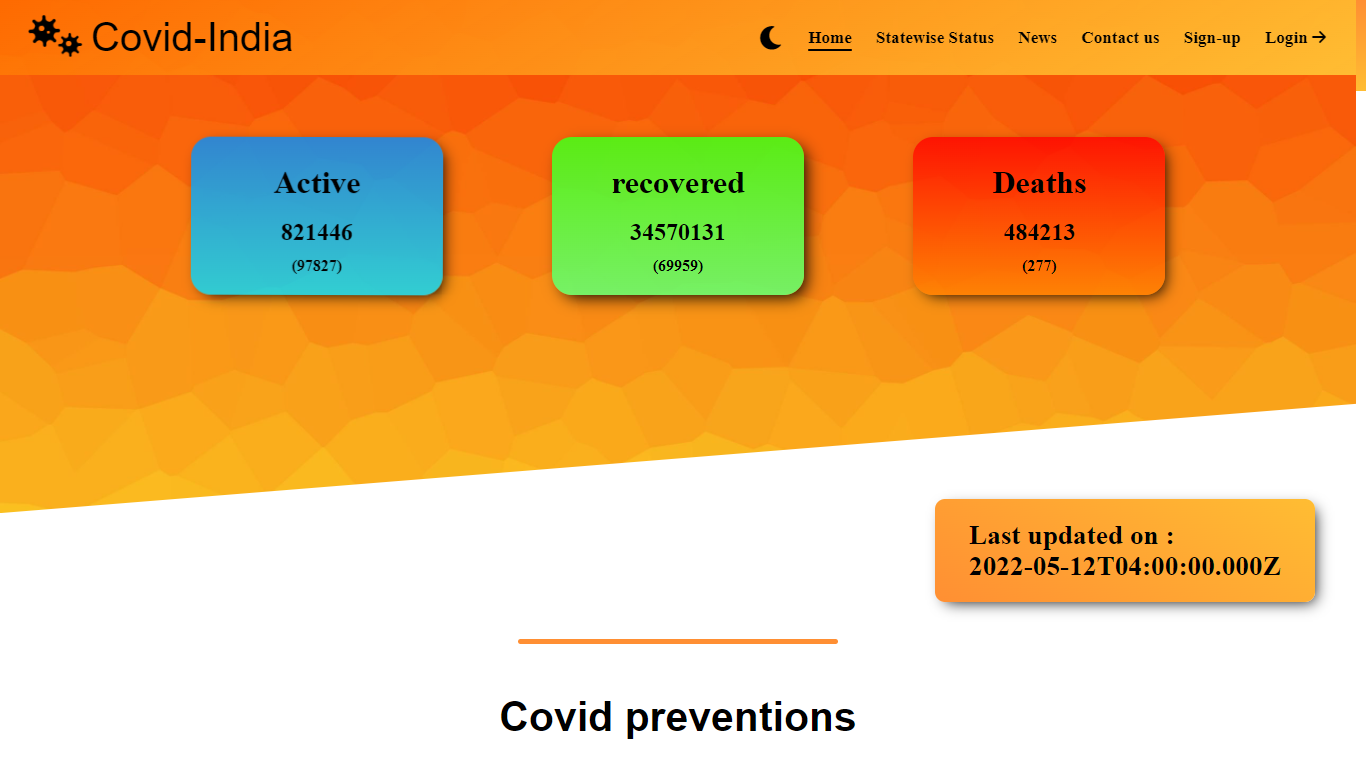 Covid-India
Home Statewise Status News Contact us Sign-up Login
Active
821446
(97827)
recovered
34570131
(69959)
Deaths
484213
(277)
Last updated on :
2022-05-12T04:00:00.000Z
Covid preventions